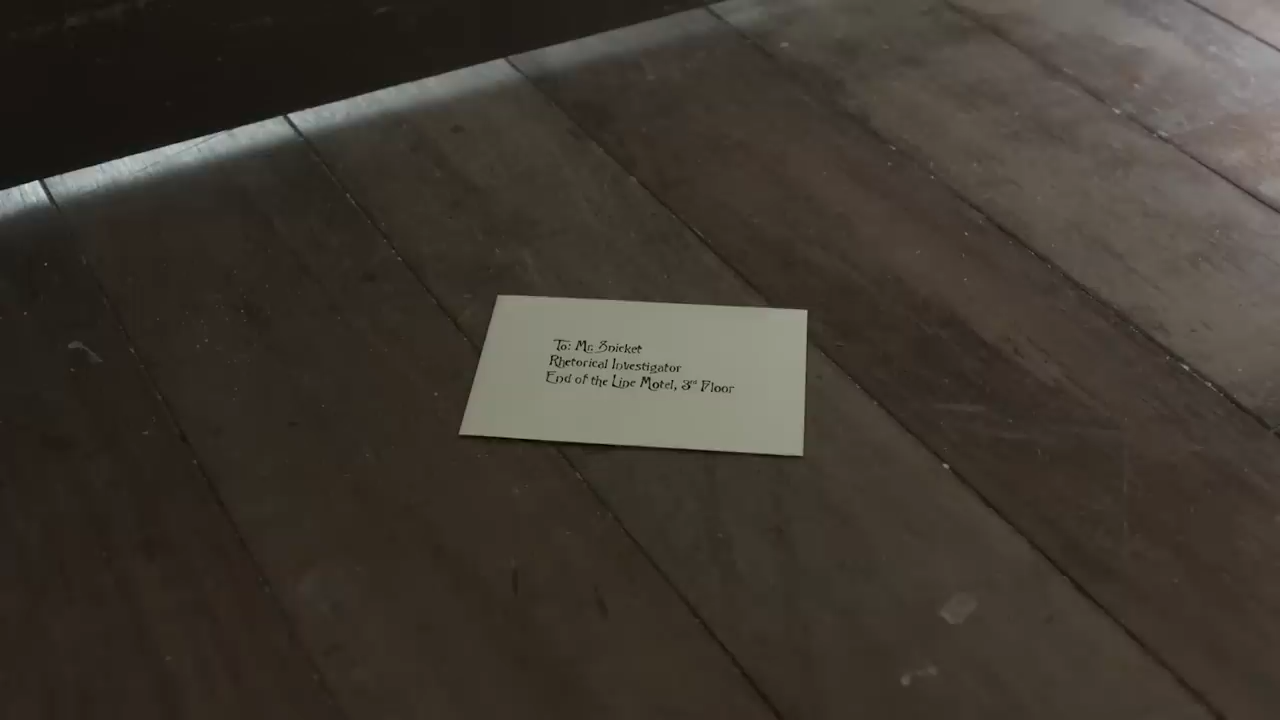 To: Mr. Snicket
Rhetorical Investigator
End of the Line Motel, 3rd Floor